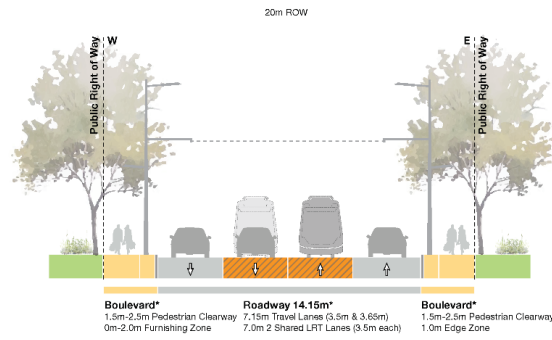 20m ROW
W
E
Public Right of Way
Public Right of Way
Boulevard*
1.5m-2.5m Pedestrian Clearway
0m-2.0m Furnishing Zone
Roadway 14.15m*
7.15m Travel Lanes (3.5m & 3.65m)
7.0m 2 Shared LRT Lanes (3.5m each)
Boulevard*
1.5m-2.5m Pedestrian Clearway
1.0m Edge Zone